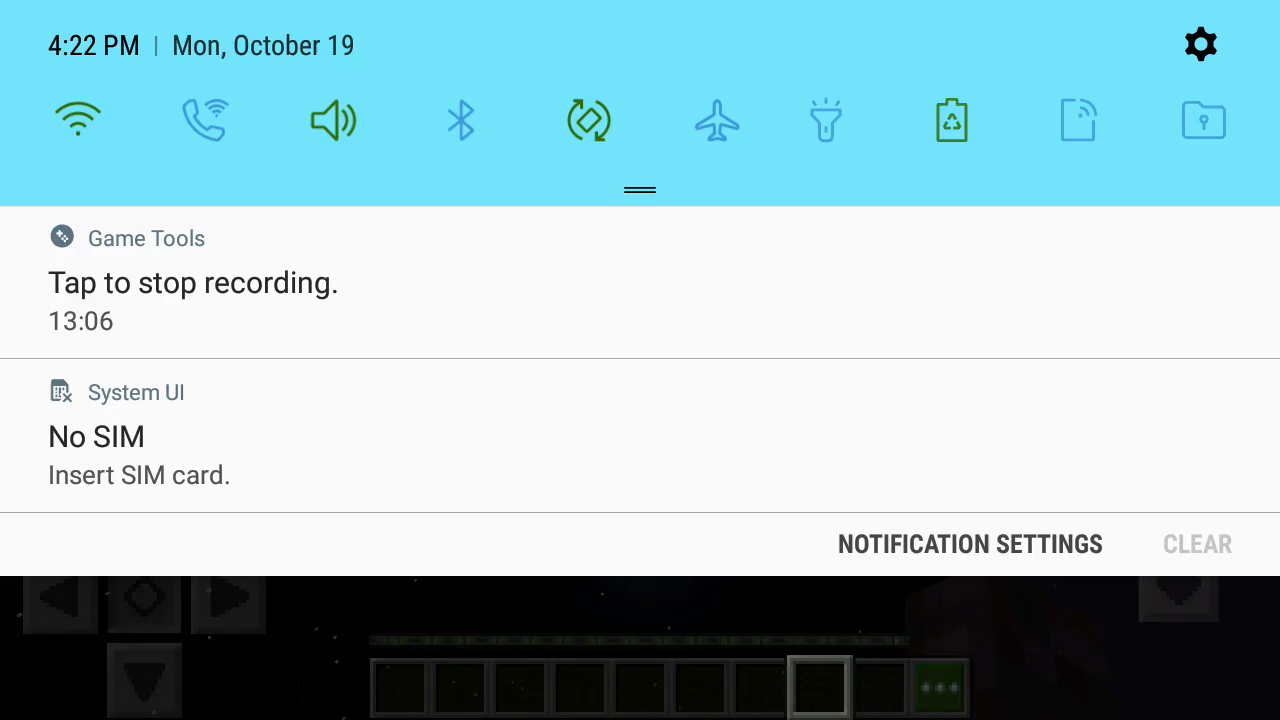 4:22 PM | Mon, October 19
Game Tools
Tap to stop recording.
13:06
System UI
No SIM
Insert SIM card.
NOTIFICATION SETTINGS CLEAR